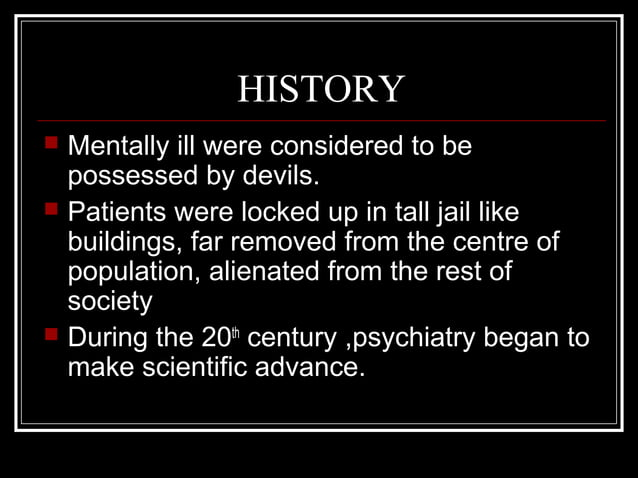 HISTORY
Mentally ill were considered to be
possessed by devils.
Patients were locked up in tall jail like
buildings, far removed from the centre of
population, alienated from the rest of
society
During the 20th century ,psychiatry began to
make scientific advance.